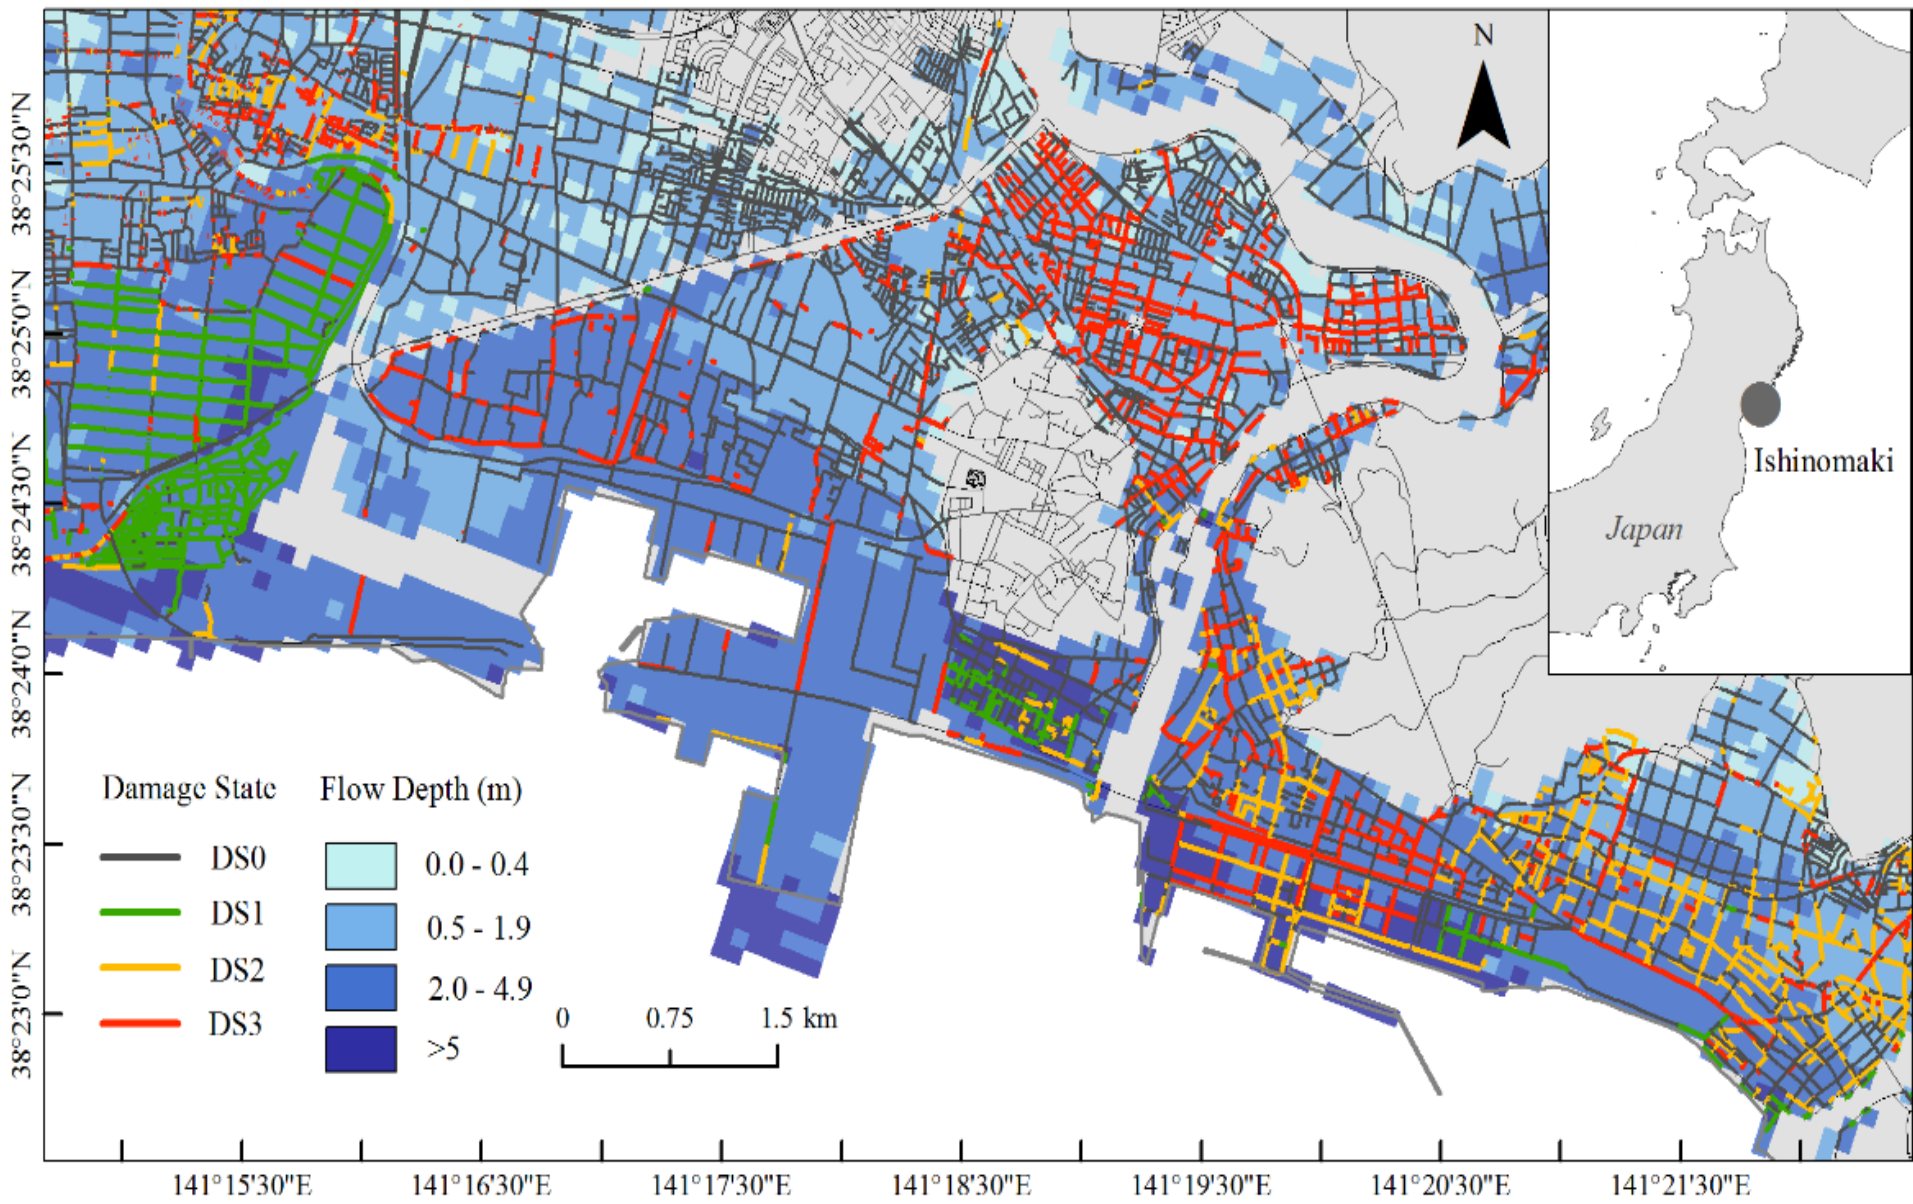 N
Ishinomaki
Japan
38°25'30"N
38°25'0"N
38°24'30"N
38°24'0"N
38°23'30"N
38°23'0"N
Damage State
DS0
DS1
DS2
DS3
Flow Depth (m)
0.0 - 0.4
0.5 - 1.9
2.0 - 4.9
>5
0 0.75 1.5 km
141°15'30"E 141°16'30"E 141°17'30"E 141°18'30"E 141°19'30"E 141°20'30"E 141°21'30"E